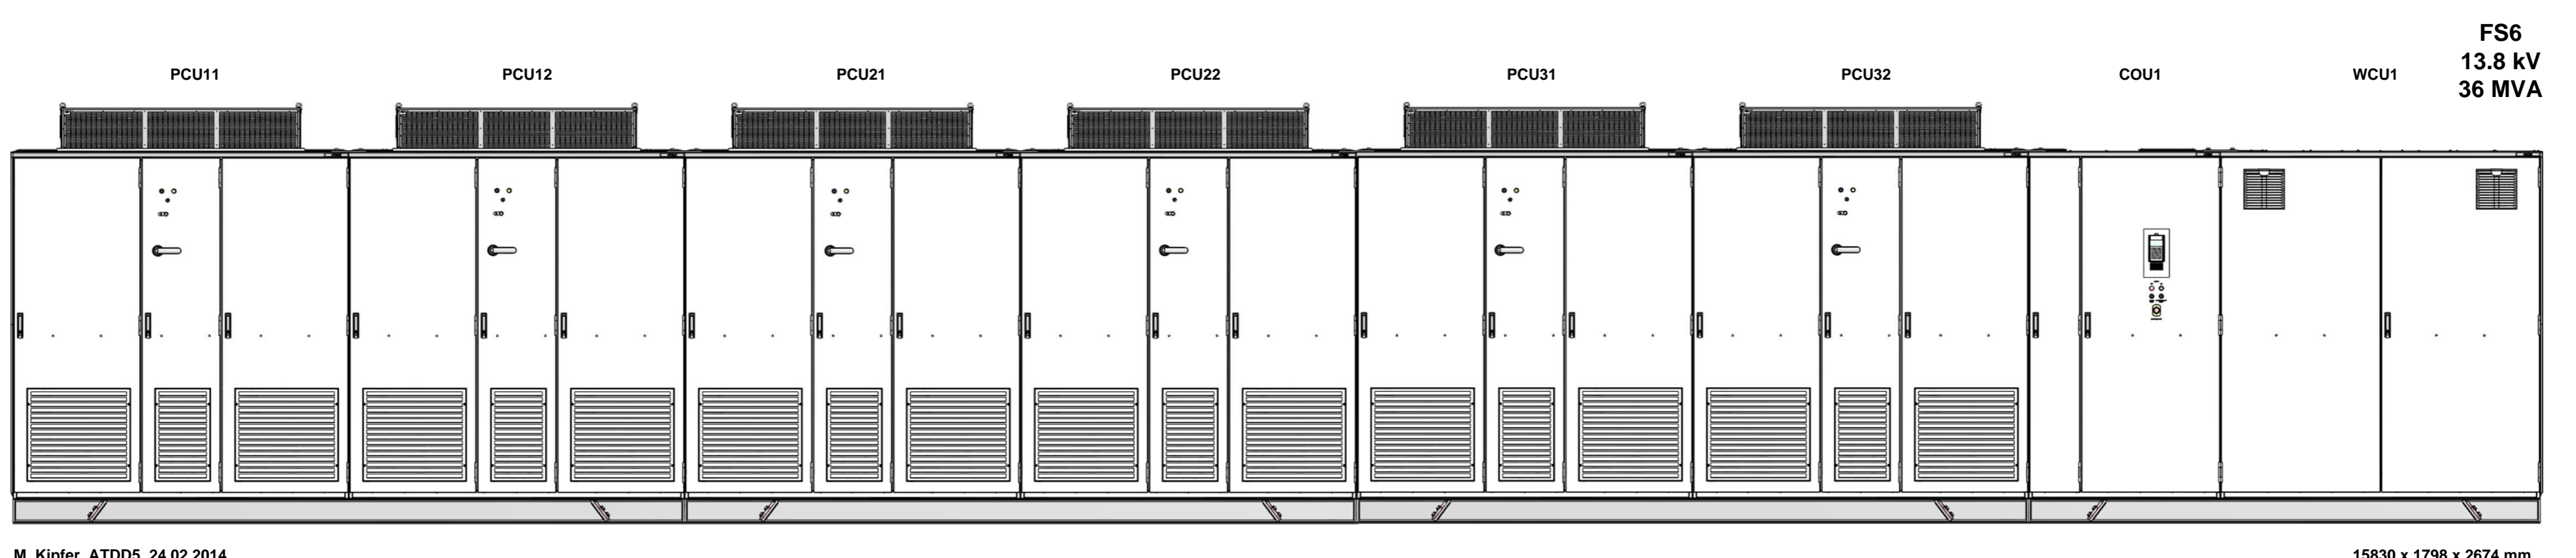 FS6
13.8 kV
36 MVA
PCU11
PCU12
PCU21
PCU22
PCU31
PCU32
COU1
WCU1
M. Kipfer, ATDD5, 24.02.2014
15830 x 1798 x 2674 mm